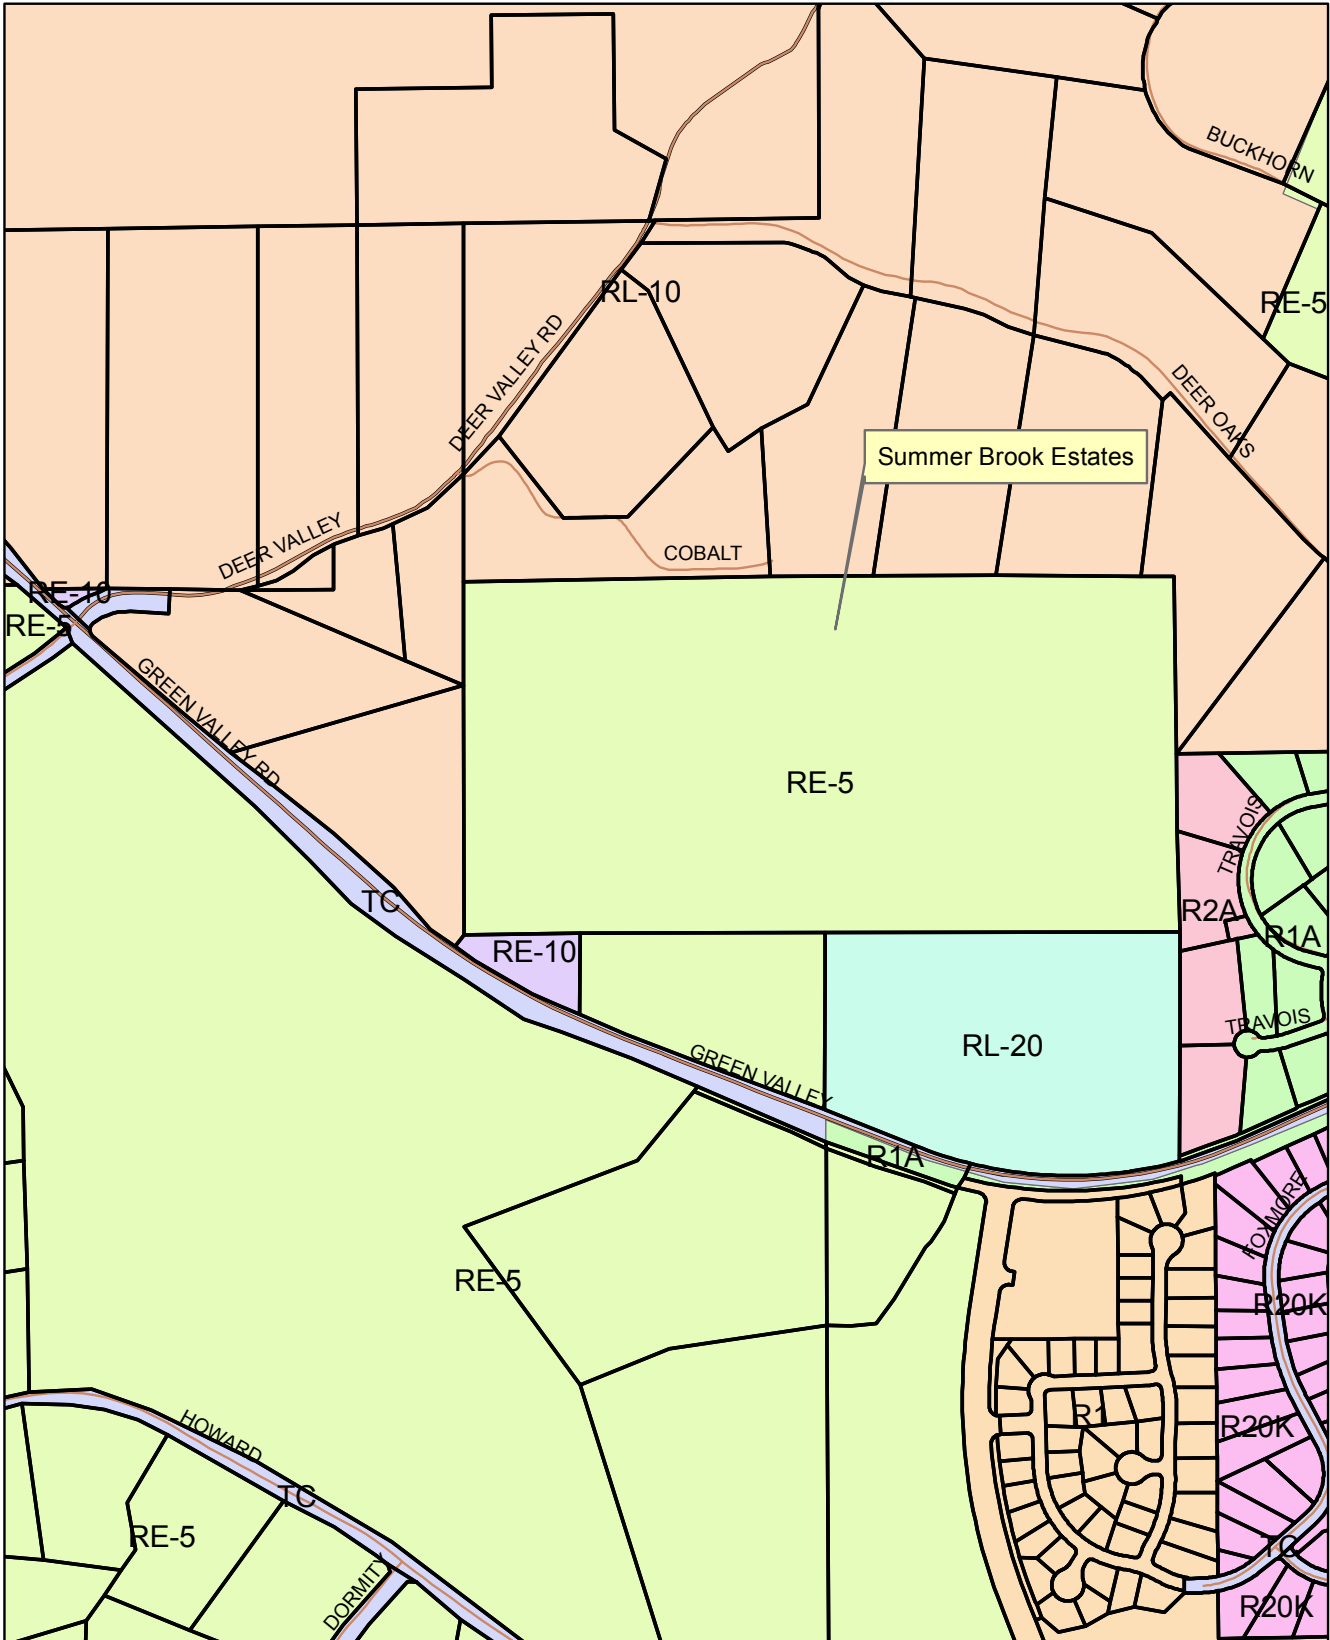 BUCKHORN
RL-10
RE-5
DEER VALLEY RD
DEER OAKS
Summer Brook Estates
DEER VALLEY
COBALT
RE-10
RE-5
GREEN VALLEY RD
RE-5
TRAVOIS
TC
R2A
R1A
RE-10
TRAVOIS
RL-20
GREEN VALLEY
R1A
FOXMORE
RE-5
R20K
R1
R20K
HOWARD
TC
RE-5
TC
DORMITY
R20K